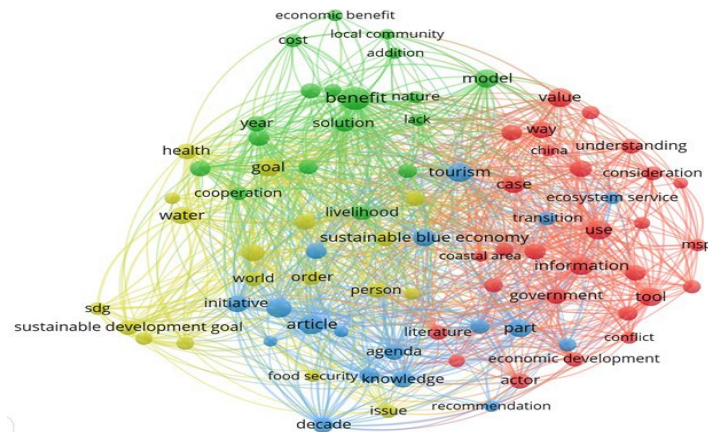 economic benefit
cost
local community
addition
model
benefit
nature
value
year
solution
lack
way
understanding
health
china
goal
tourism
case
consideration
cooperation
ecosystem service
water
livelihood
transition
use
sustainable blue economy
msp
coastal area
information
world
order
person
government
tool
sdg
initiative
sustainable development goal
article
literature
part
conflict
agenda
economic development
food security
knowledge
actor
issue
recommendation
decade